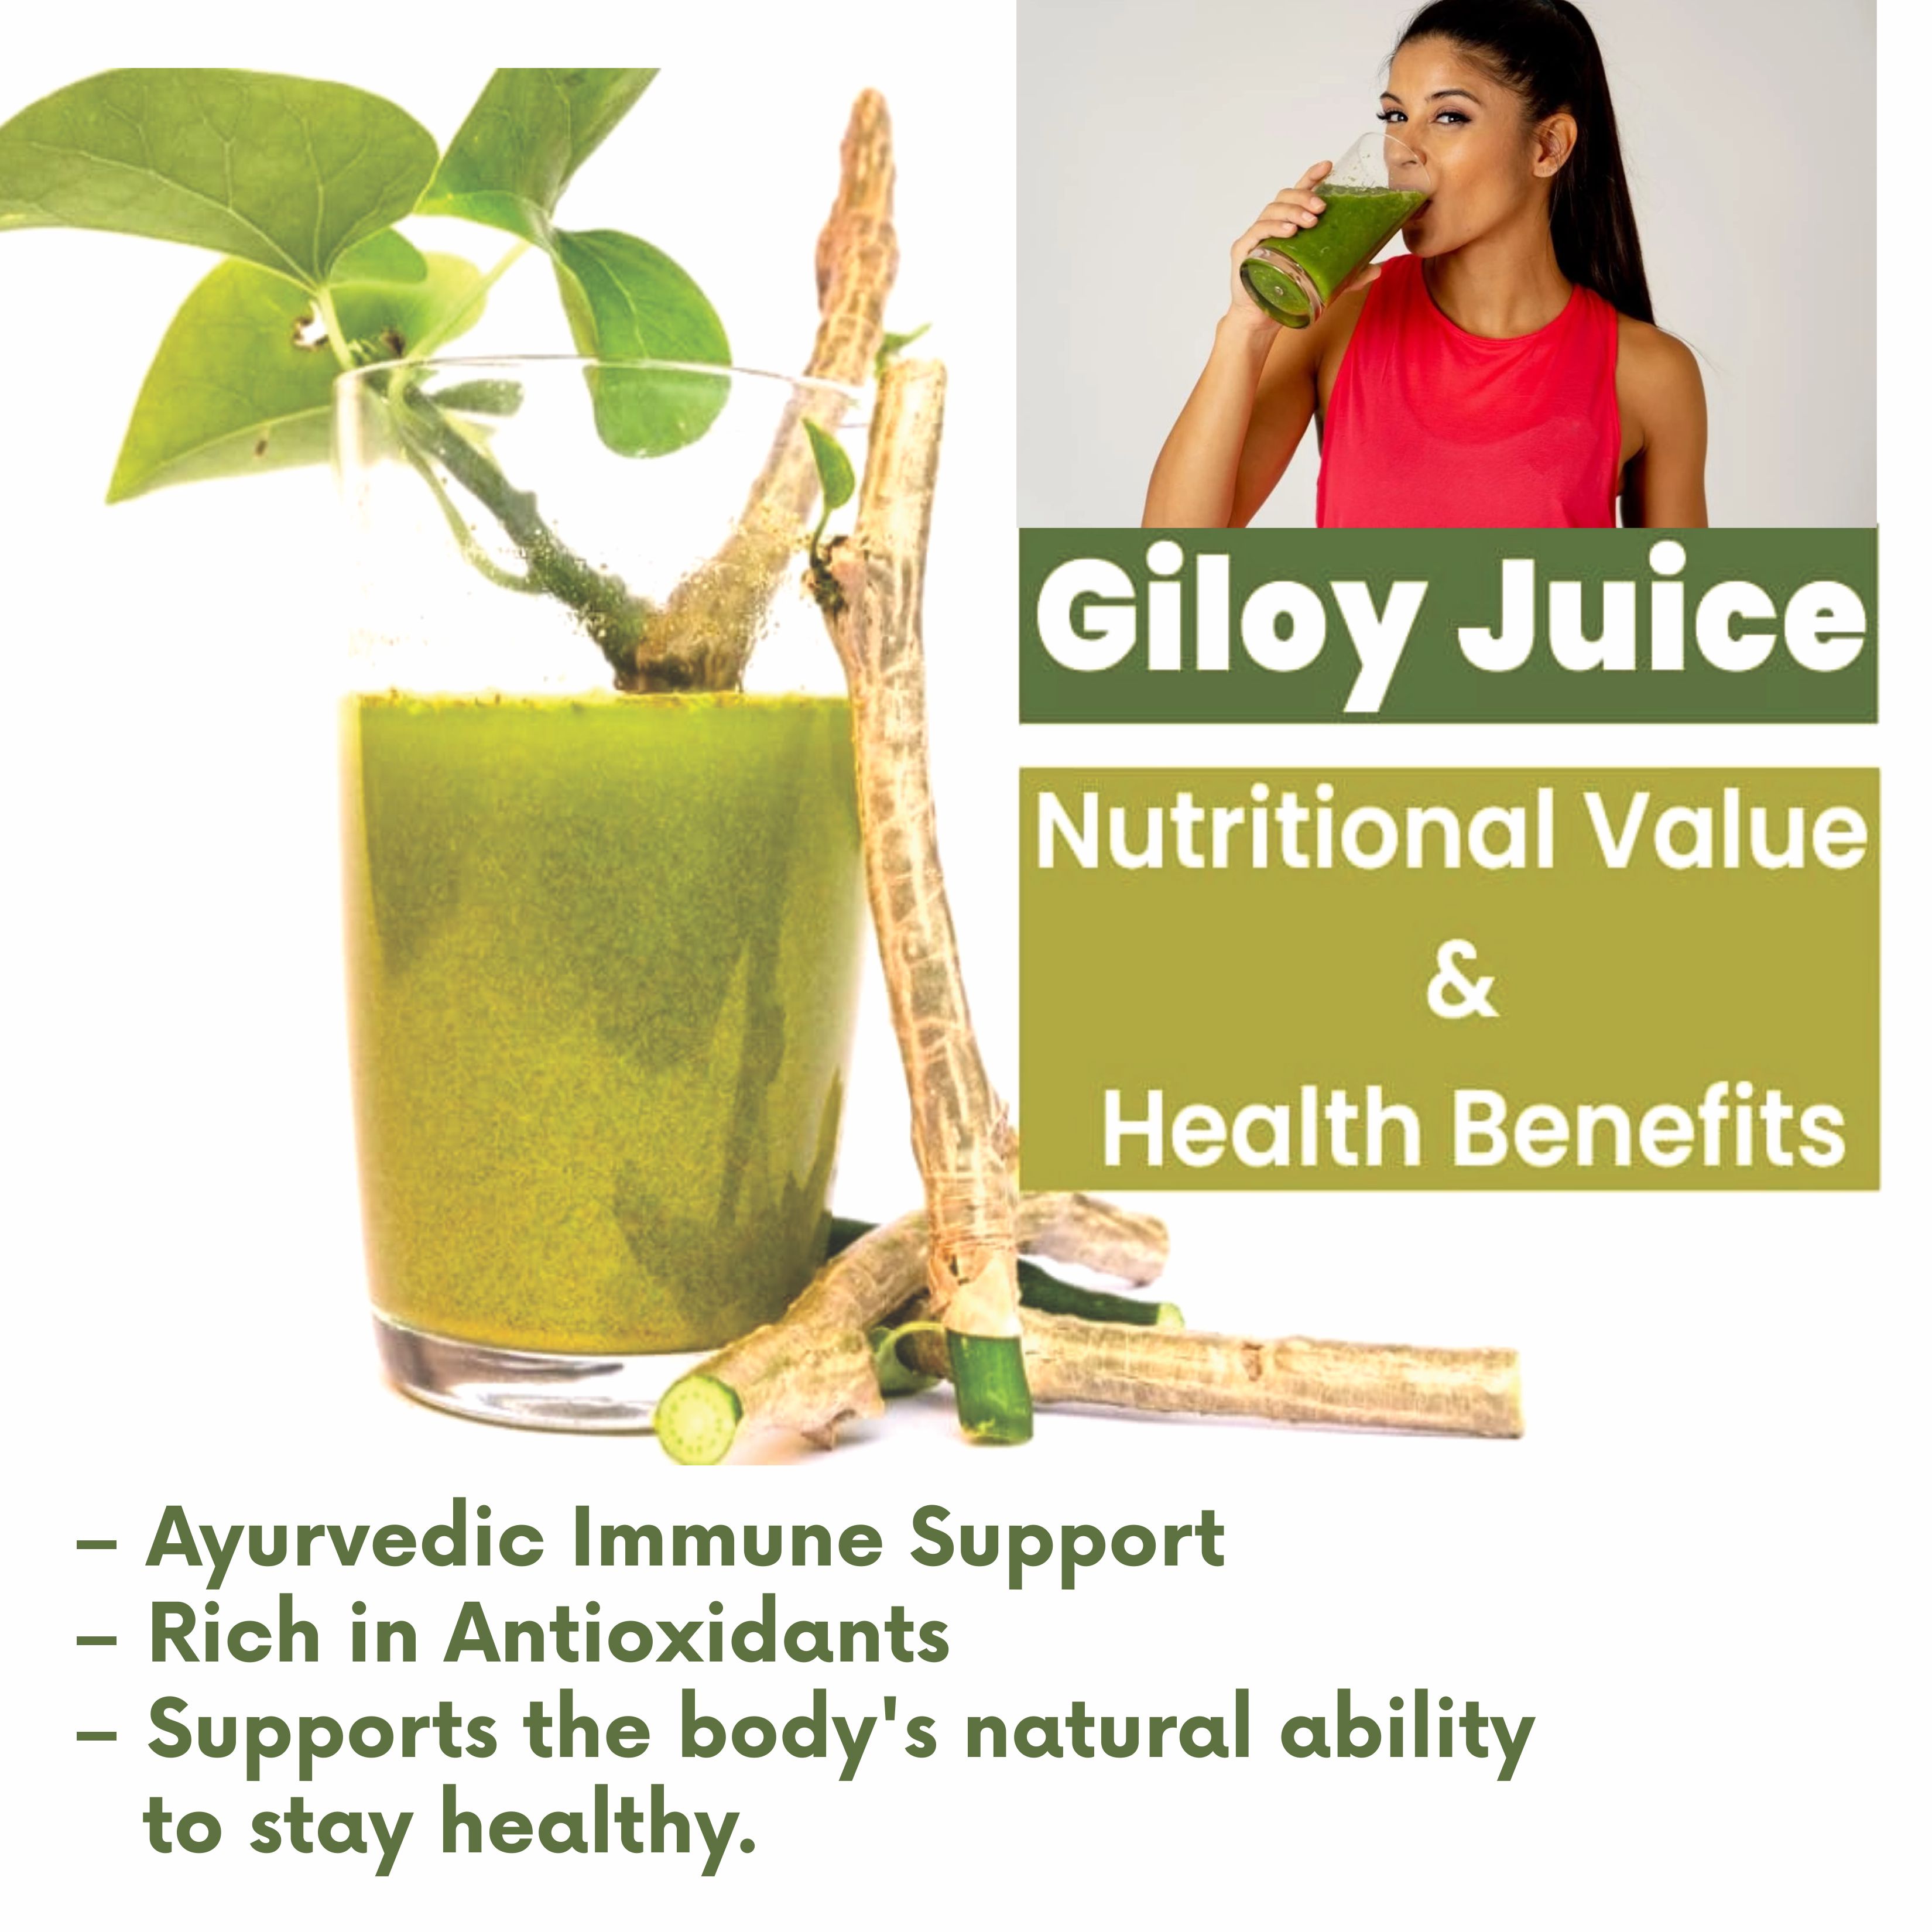 Giloy Juice
Nutritional Value
&
Health Benefits
– Ayurvedic Immune Support
– Rich in Antioxidants
– Supports the body's natural ability
to stay healthy.